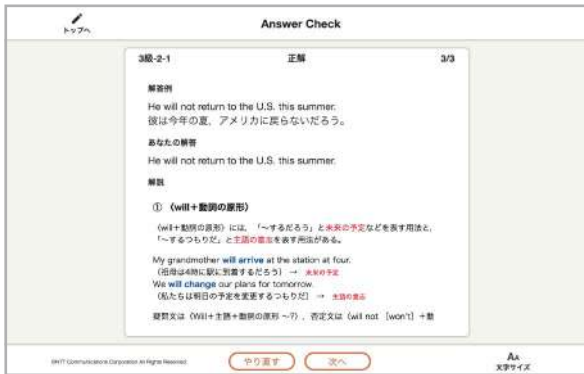 トップへ
Answer Check
3級-2-1 正解 3/3
解答例
He will not return to the U.S. this summer.
彼は今年の夏、アメリカに戻らないだろう。
あなたの解答
He will not return to the U.S. this summer.
解説
① 〈will+動詞の原形〉
〈will+動詞の原形〉には、「〜するだろう」と未来の予定などを表す用法と、
「〜するつもりだ」と主語の意志を表す用法がある。
My grandmother will arrive at the station at four.
(祖母は4時に駅に到着するだろう) → 未来の予定
We will change our plans for tomorrow.
(私たちは明日の予定を変更するつもりだ) → 主語の意志
疑問文は〈Will+主語+動詞の原形 〜?〉、否定文は〈will not [won't] +動
©NTT Communications Corporation All Rights Reserved.
やり直す 次へ
AA
文字サイズ